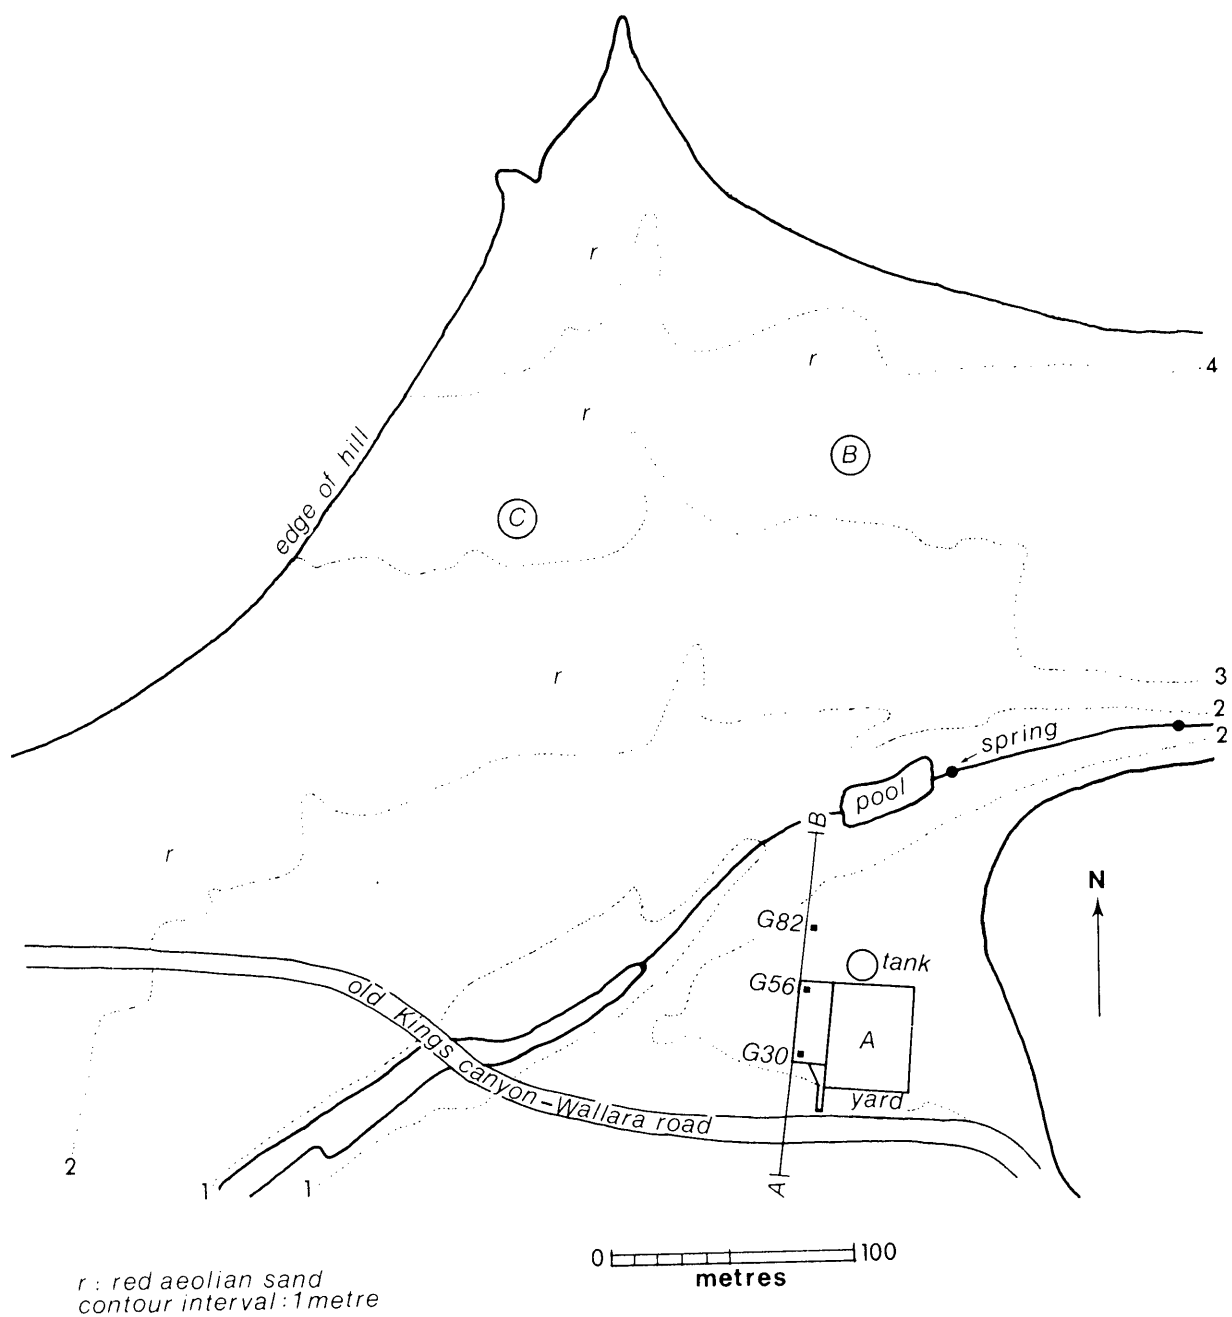 r
r
4
r
B
edge of hill
C
r
3
2
spring
2
pool
B
r
N
G82
tank
G56
old Kings canyon-Wallara road
A
G30
yard
2
1
1
A
0
100
metres
r : red aeolian sand
contour interval : 1 metre